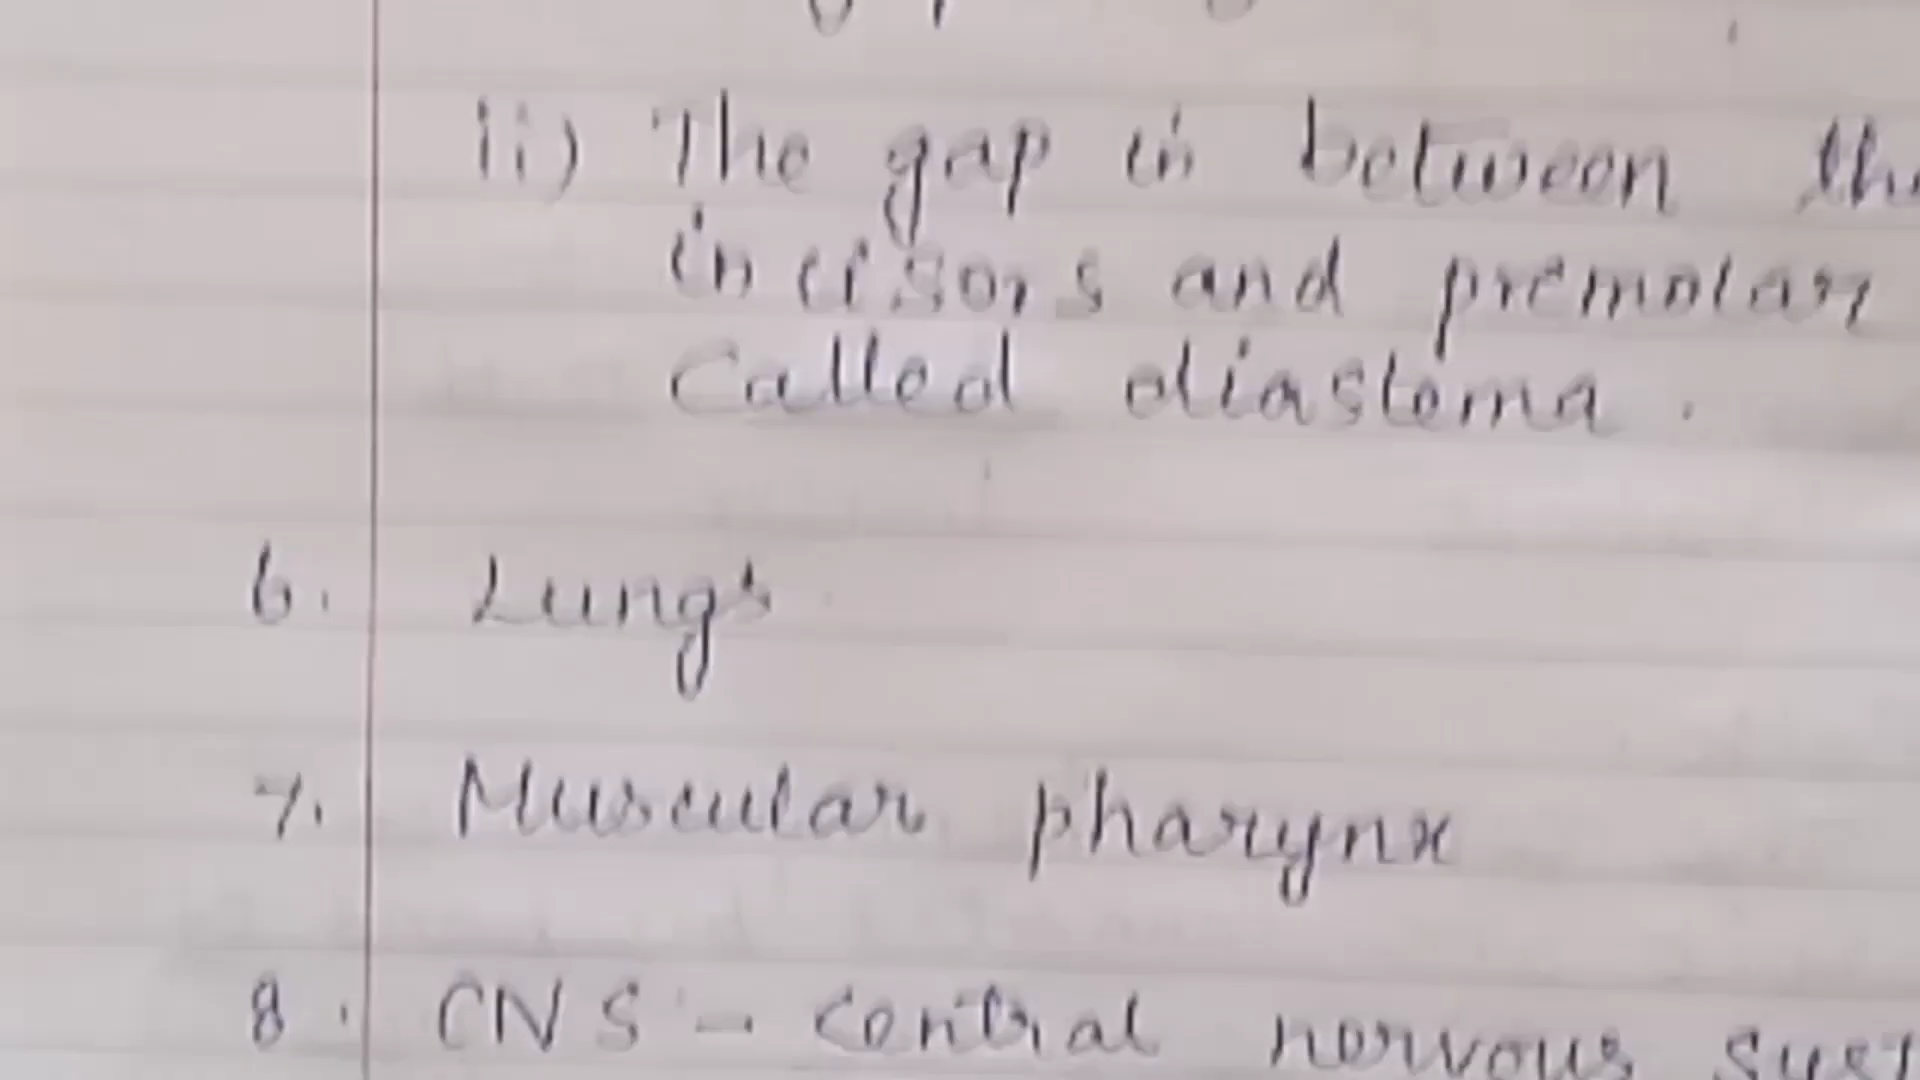 ii) The gap in between the
incisors and premolar
called diastema.
6. Lungs
7. Muscular pharynx
8. CNS - Central nervous